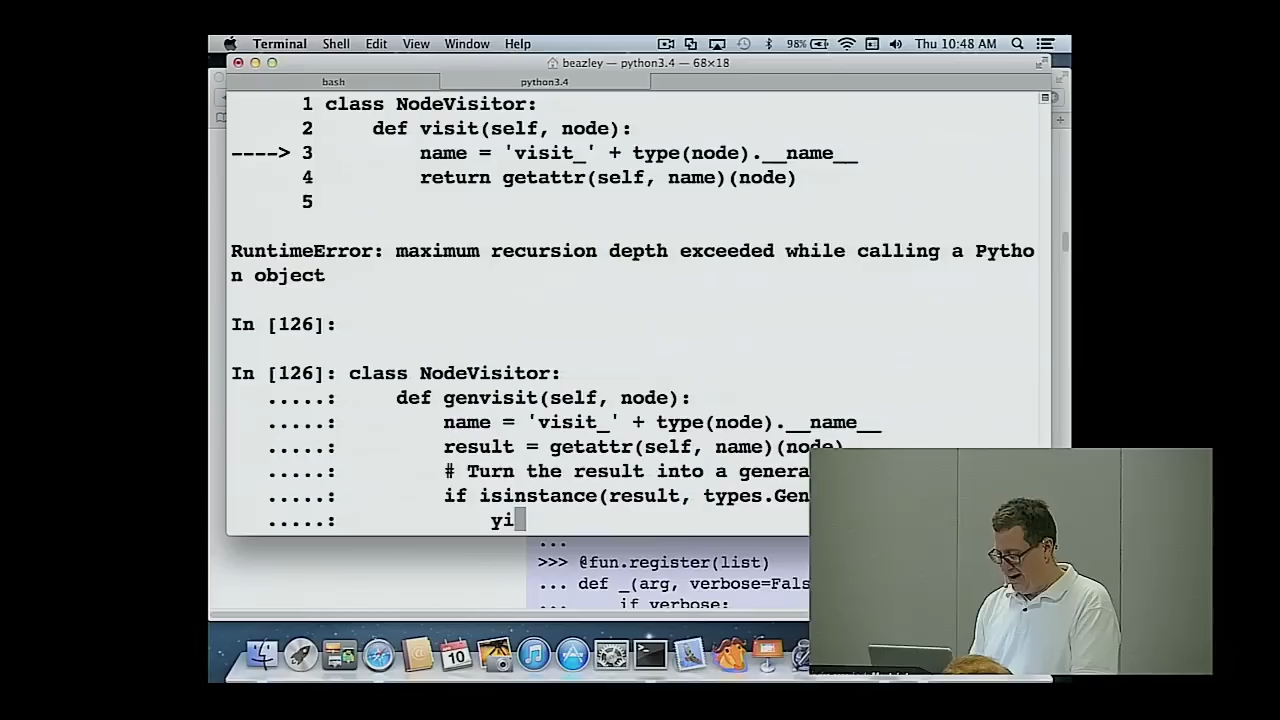 Terminal Shell Edit View Window Help 98% Thu 10:48 AM
beazley — python3.4 — 68×18
bash python3.4
1 class NodeVisitor:
2 def visit(self, node):
----> 3 name = 'visit_' + type(node).__name__
4 return getattr(self, name)(node)
5
RuntimeError: maximum recursion depth exceeded while calling a Pytho
n object
In [126]:
In [126]: class NodeVisitor:
.....: def genvisit(self, node):
.....: name = 'visit_' + type(node).__name__
.....: result = getattr(self, name)(node)
.....: # Turn the result into a genera
.....: if isinstance(result, types.Gen
.....: yi
...
>>> @fun.register(list)
... def _(arg, verbose=Fals
... if verbose:
10